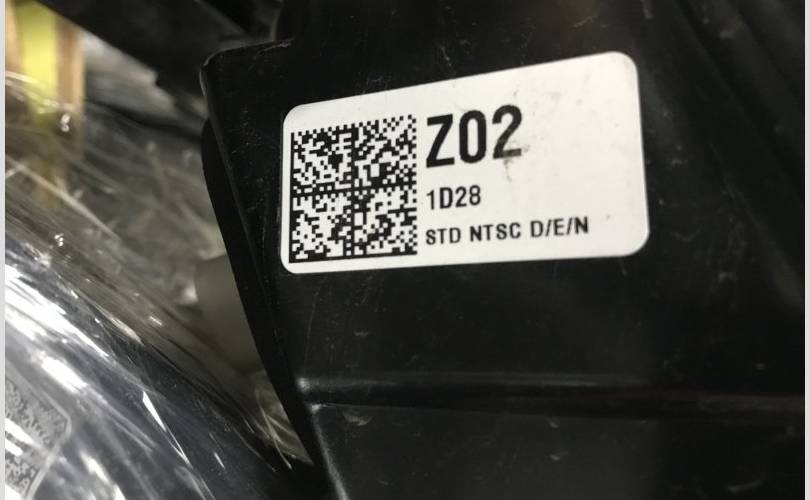 Z02
1D28
STD NTSC D/E/N